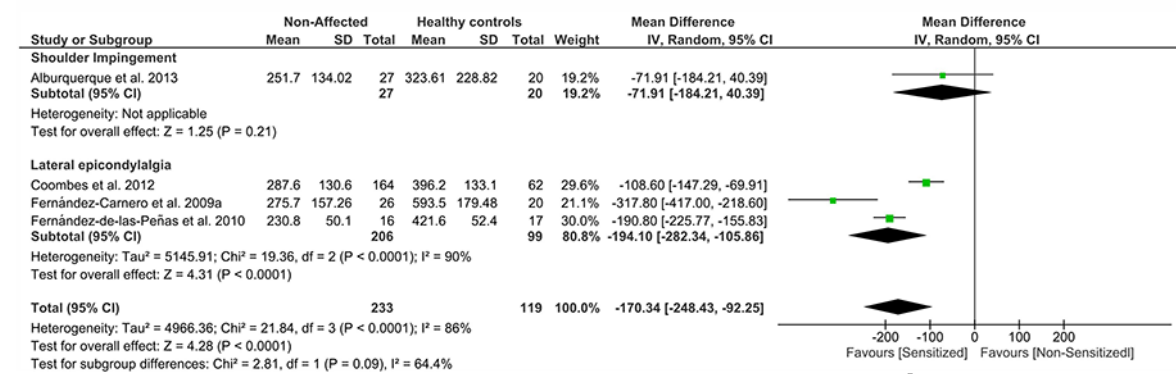 Non-Affected Healthy controls Mean Difference Mean Difference
Study or Subgroup Mean SD Total Mean SD Total Weight IV, Random, 95% CI IV, Random, 95% CI
Shoulder Impingement
Alburquerque et al. 2013 251.7 134.02 27 323.61 228.82 20 19.2% -71.91 [-184.21, 40.39]
Subtotal (95% CI) 27 20 19.2% -71.91 [-184.21, 40.39]
Heterogeneity: Not applicable
Test for overall effect: Z = 1.25 (P = 0.21)
Lateral epicondylalgia
Coombes et al. 2012 287.6 130.6 164 396.2 133.1 62 29.6% -108.60 [-147.29, -69.91]
Fernández-Carnero et al. 2009a 275.7 157.26 26 593.5 179.48 20 21.1% -317.80 [-417.00, -218.60]
Fernández-de-las-Peñas et al. 2010 230.8 50.1 16 421.6 52.4 17 30.0% -190.80 [-225.77, -155.83]
Subtotal (95% CI) 206 99 80.8% -194.10 [-282.34, -105.86]
Heterogeneity: Tau² = 5145.91; Chi² = 19.36, df = 2 (P < 0.0001); I² = 90%
Test for overall effect: Z = 4.31 (P < 0.0001)
Total (95% CI) 233 119 100.0% -170.34 [-248.43, -92.25]
Heterogeneity: Tau² = 4966.36; Chi² = 21.84, df = 3 (P < 0.0001); I² = 86%
Test for overall effect: Z = 4.28 (P < 0.0001)
Test for subgroup differences: Chi² = 2.81, df = 1 (P = 0.09), I² = 64.4%
-200 -100 0 100 200
Favours [Sensitized] Favours [Non-Sensitized]